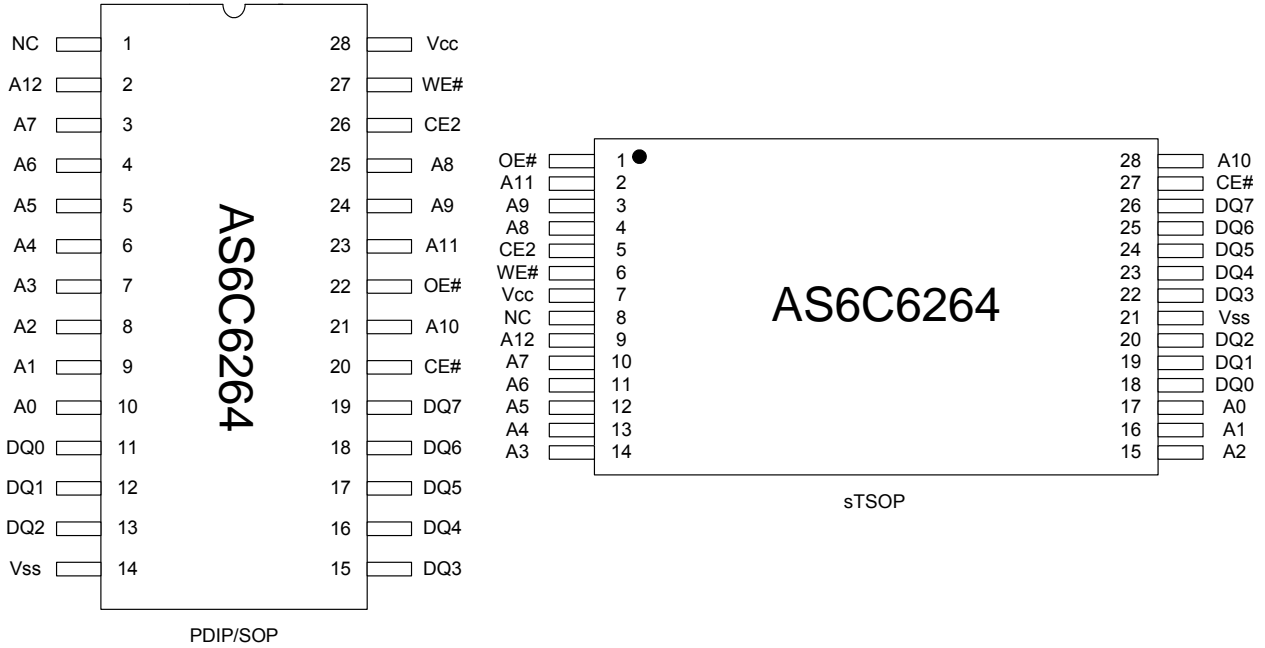 NC 1 28 Vcc
A12 2 27 WE#
A7 3 26 CE2
A6 4 25 A8
A5 5 24 A9
A4 6 23 A11
A3 7 22 OE#
A2 8 21 A10
A1 9 20 CE#
A0 10 19 DQ7
DQ0 11 18 DQ6
DQ1 12 17 DQ5
DQ2 13 16 DQ4
Vss 14 15 DQ3
AS6C6264
PDIP/SOP
OE# 1 28 A10
A11 2 27 CE#
A9 3 26 DQ7
A8 4 25 DQ6
CE2 5 24 DQ5
WE# 6 23 DQ4
Vcc 7 22 DQ3
NC 8 21 Vss
A12 9 20 DQ2
A7 10 19 DQ1
A6 11 18 DQ0
A5 12 17 A0
A4 13 16 A1
A3 14 15 A2
AS6C6264
sTSOP